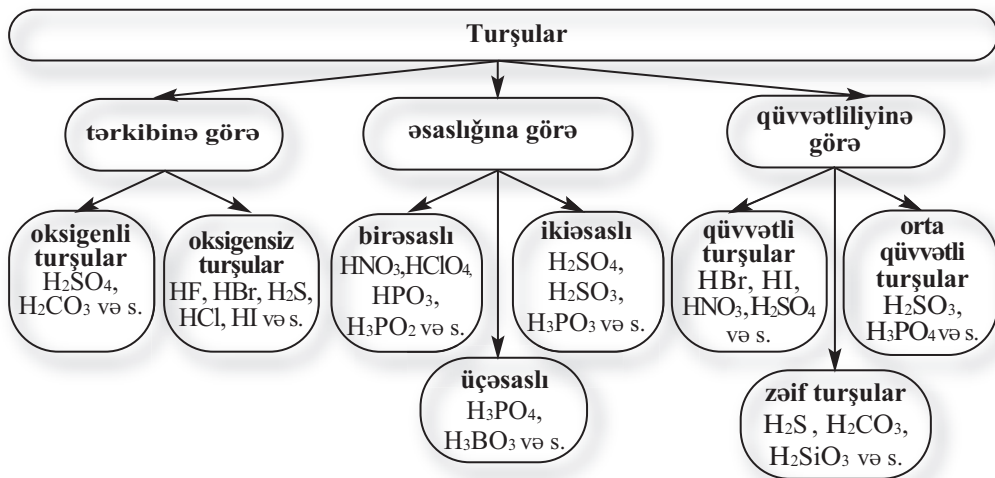 Turşular
tərkibinə görə
əsaslığına görə
qüvvətliliyinə
görə
oksigenli
turşular
H₂SO₄,
H₂CO₃ və s.
oksigensiz
turşular
HF, HBr, H₂S,
HCl, HI və s.
birəsaslı
HNO₃,HClO₄,
HPO₃,
H₃PO₂ və s.
ikiəsaslı
H₂SO₄,
H₂SO₃,
H₃PO₃ və s.
qüvvətli
turşular
HBr, HI,
HNO₃,H₂SO₄
və s.
orta
qüvvətli
turşular
H₂SO₃,
H₃PO₄ və s.
üçəsaslı
H₃PO₄,
H₃BO₃ və s.
zəif turşular
H₂S , H₂CO₃,
H₂SiO₃ və s.